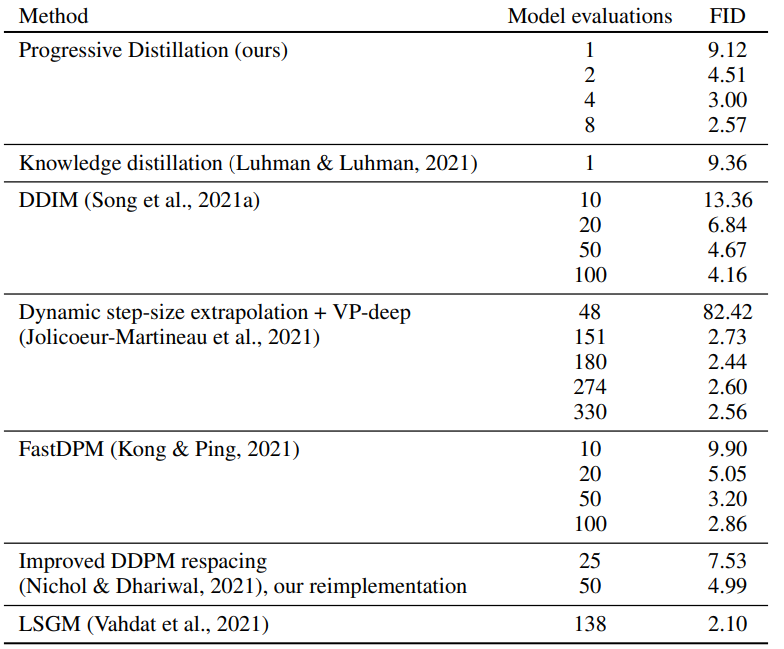 Method Model evaluations FID
Progressive Distillation (ours) 1 9.12
2 4.51
4 3.00
8 2.57
Knowledge distillation (Luhman & Luhman, 2021) 1 9.36
DDIM (Song et al., 2021a) 10 13.36
20 6.84
50 4.67
100 4.16
Dynamic step-size extrapolation + VP-deep 48 82.42
(Jolicoeur-Martineau et al., 2021) 151 2.73
180 2.44
274 2.60
330 2.56
FastDPM (Kong & Ping, 2021) 10 9.90
20 5.05
50 3.20
100 2.86
Improved DDPM respacing 25 7.53
(Nichol & Dhariwal, 2021), our reimplementation 50 4.99
LSGM (Vahdat et al., 2021) 138 2.10